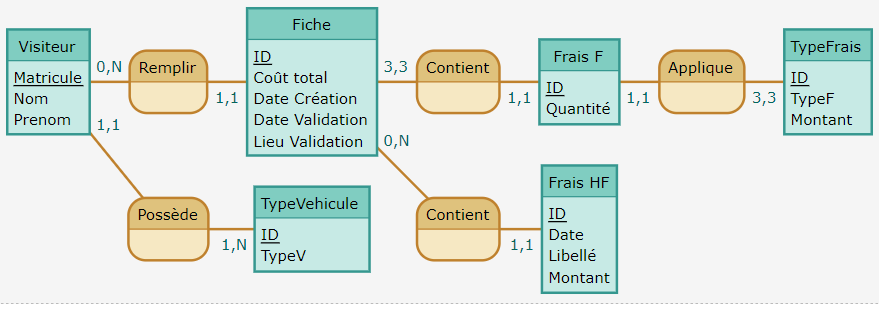 Visiteur
Matricule
Nom
Prenom
0,N
1,1
Remplir
1,1
Fiche
ID
Coût total
Date Création
Date Validation
Lieu Validation
3,3
0,N
Contient
1,1
Frais F
ID
Quantité
1,1
Applique
3,3
TypeFrais
ID
TypeF
Montant
Possède
1,N
TypeVehicule
ID
TypeV
Contient
1,1
Frais HF
ID
Date
Libellé
Montant